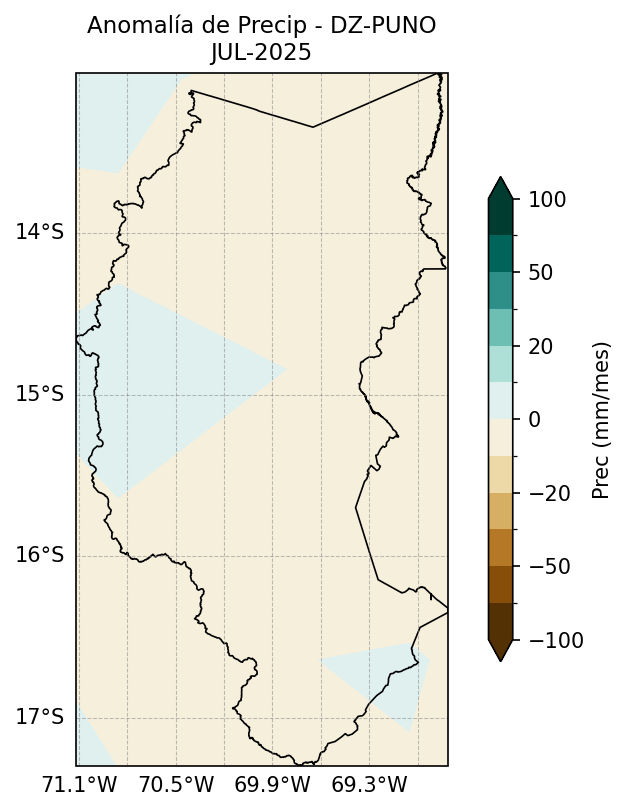 Anomalía de Precip - DZ-PUNO
JUL-2025
14°S
15°S
16°S
17°S
71.1°W 70.5°W 69.9°W 69.3°W
100
50
20
0
−20
−50
−100
Prec (mm/mes)